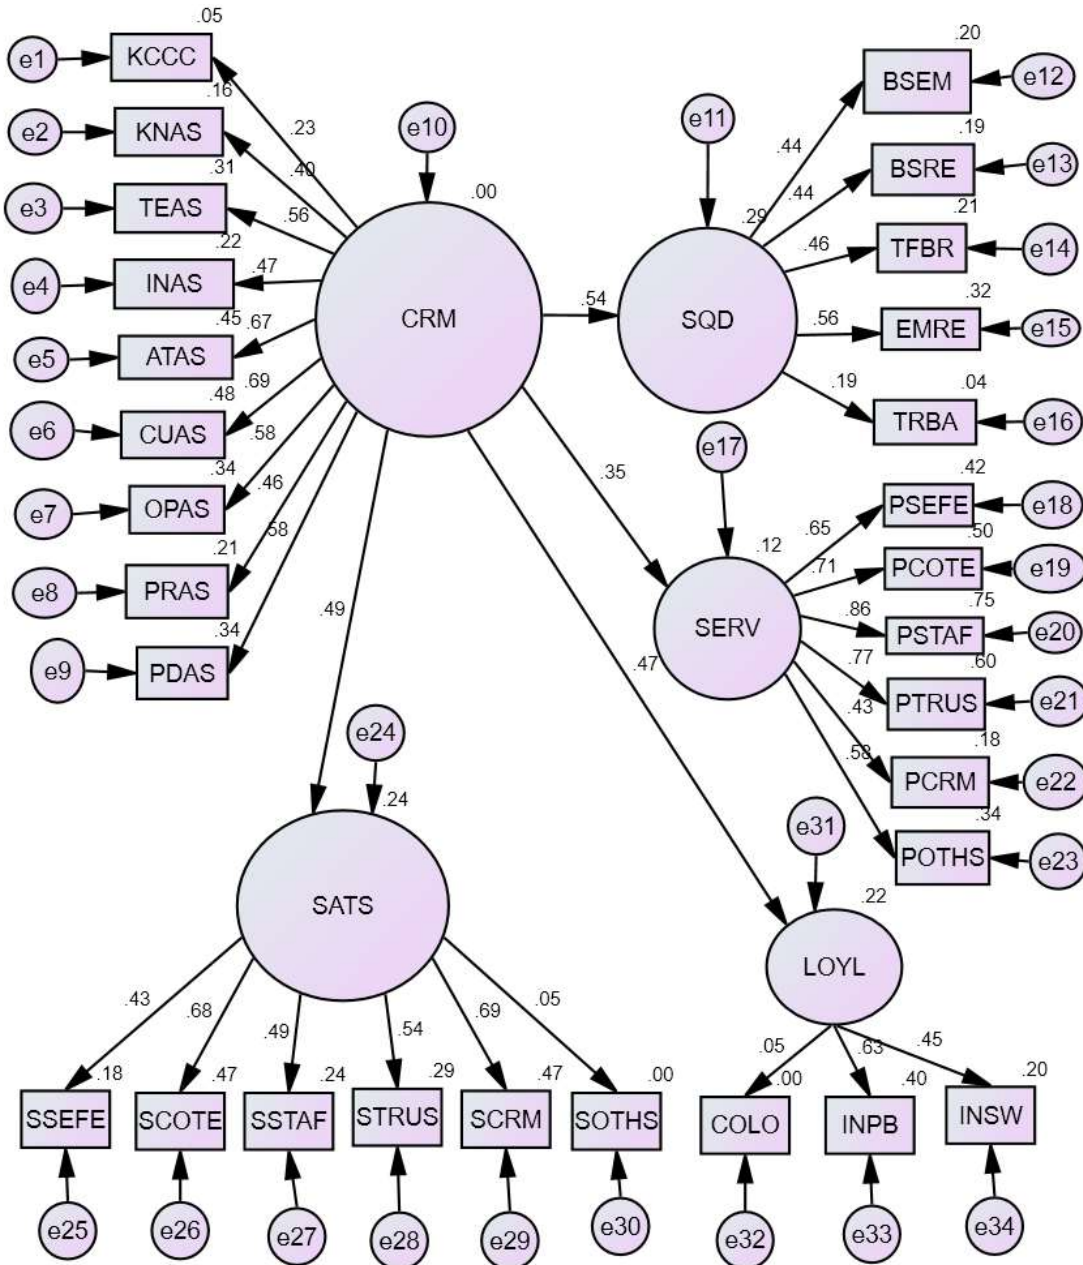 .05
e1 KCCC
.16
e2 KNAS .23
.31 .40
e3 TEAS .56
.22
e4 INAS .47
.45 .67
e5 ATAS
.69
.48
e6 CUAS .58
.34 .46
e7 OPAS
.21 .58
e8 PRAS
.34
e9 PDAS
e10
.00
CRM
.54
.35
.47
.49
e11
.29
SQD
.20
BSEM e12
.44
.19
BSRE e13
.44
.21
TFBR e14
.46
.32
EMRE e15
.56
.04
TRBA e16
.19
e17
.12
SERV
.42
PSEFE e18
.65
.50
PCOTE e19
.71
.75
PSTAF e20
.86
.60
PTRUS e21
.77
.18
PCRM e22
.43
.34
POTHS e23
.58
e24
.24
SATS
.43 .68 .49 .54 .69 .05
.18 .47 .24 .29 .47 .00
SSEFE SCOTE SSTAF STRUS SCRM SOTHS
e25 e26 e27 e28 e29 e30
e31
.22
LOYL
.05 .63 .45
.00 .40 .20
COLO INPB INSW
e32 e33 e34